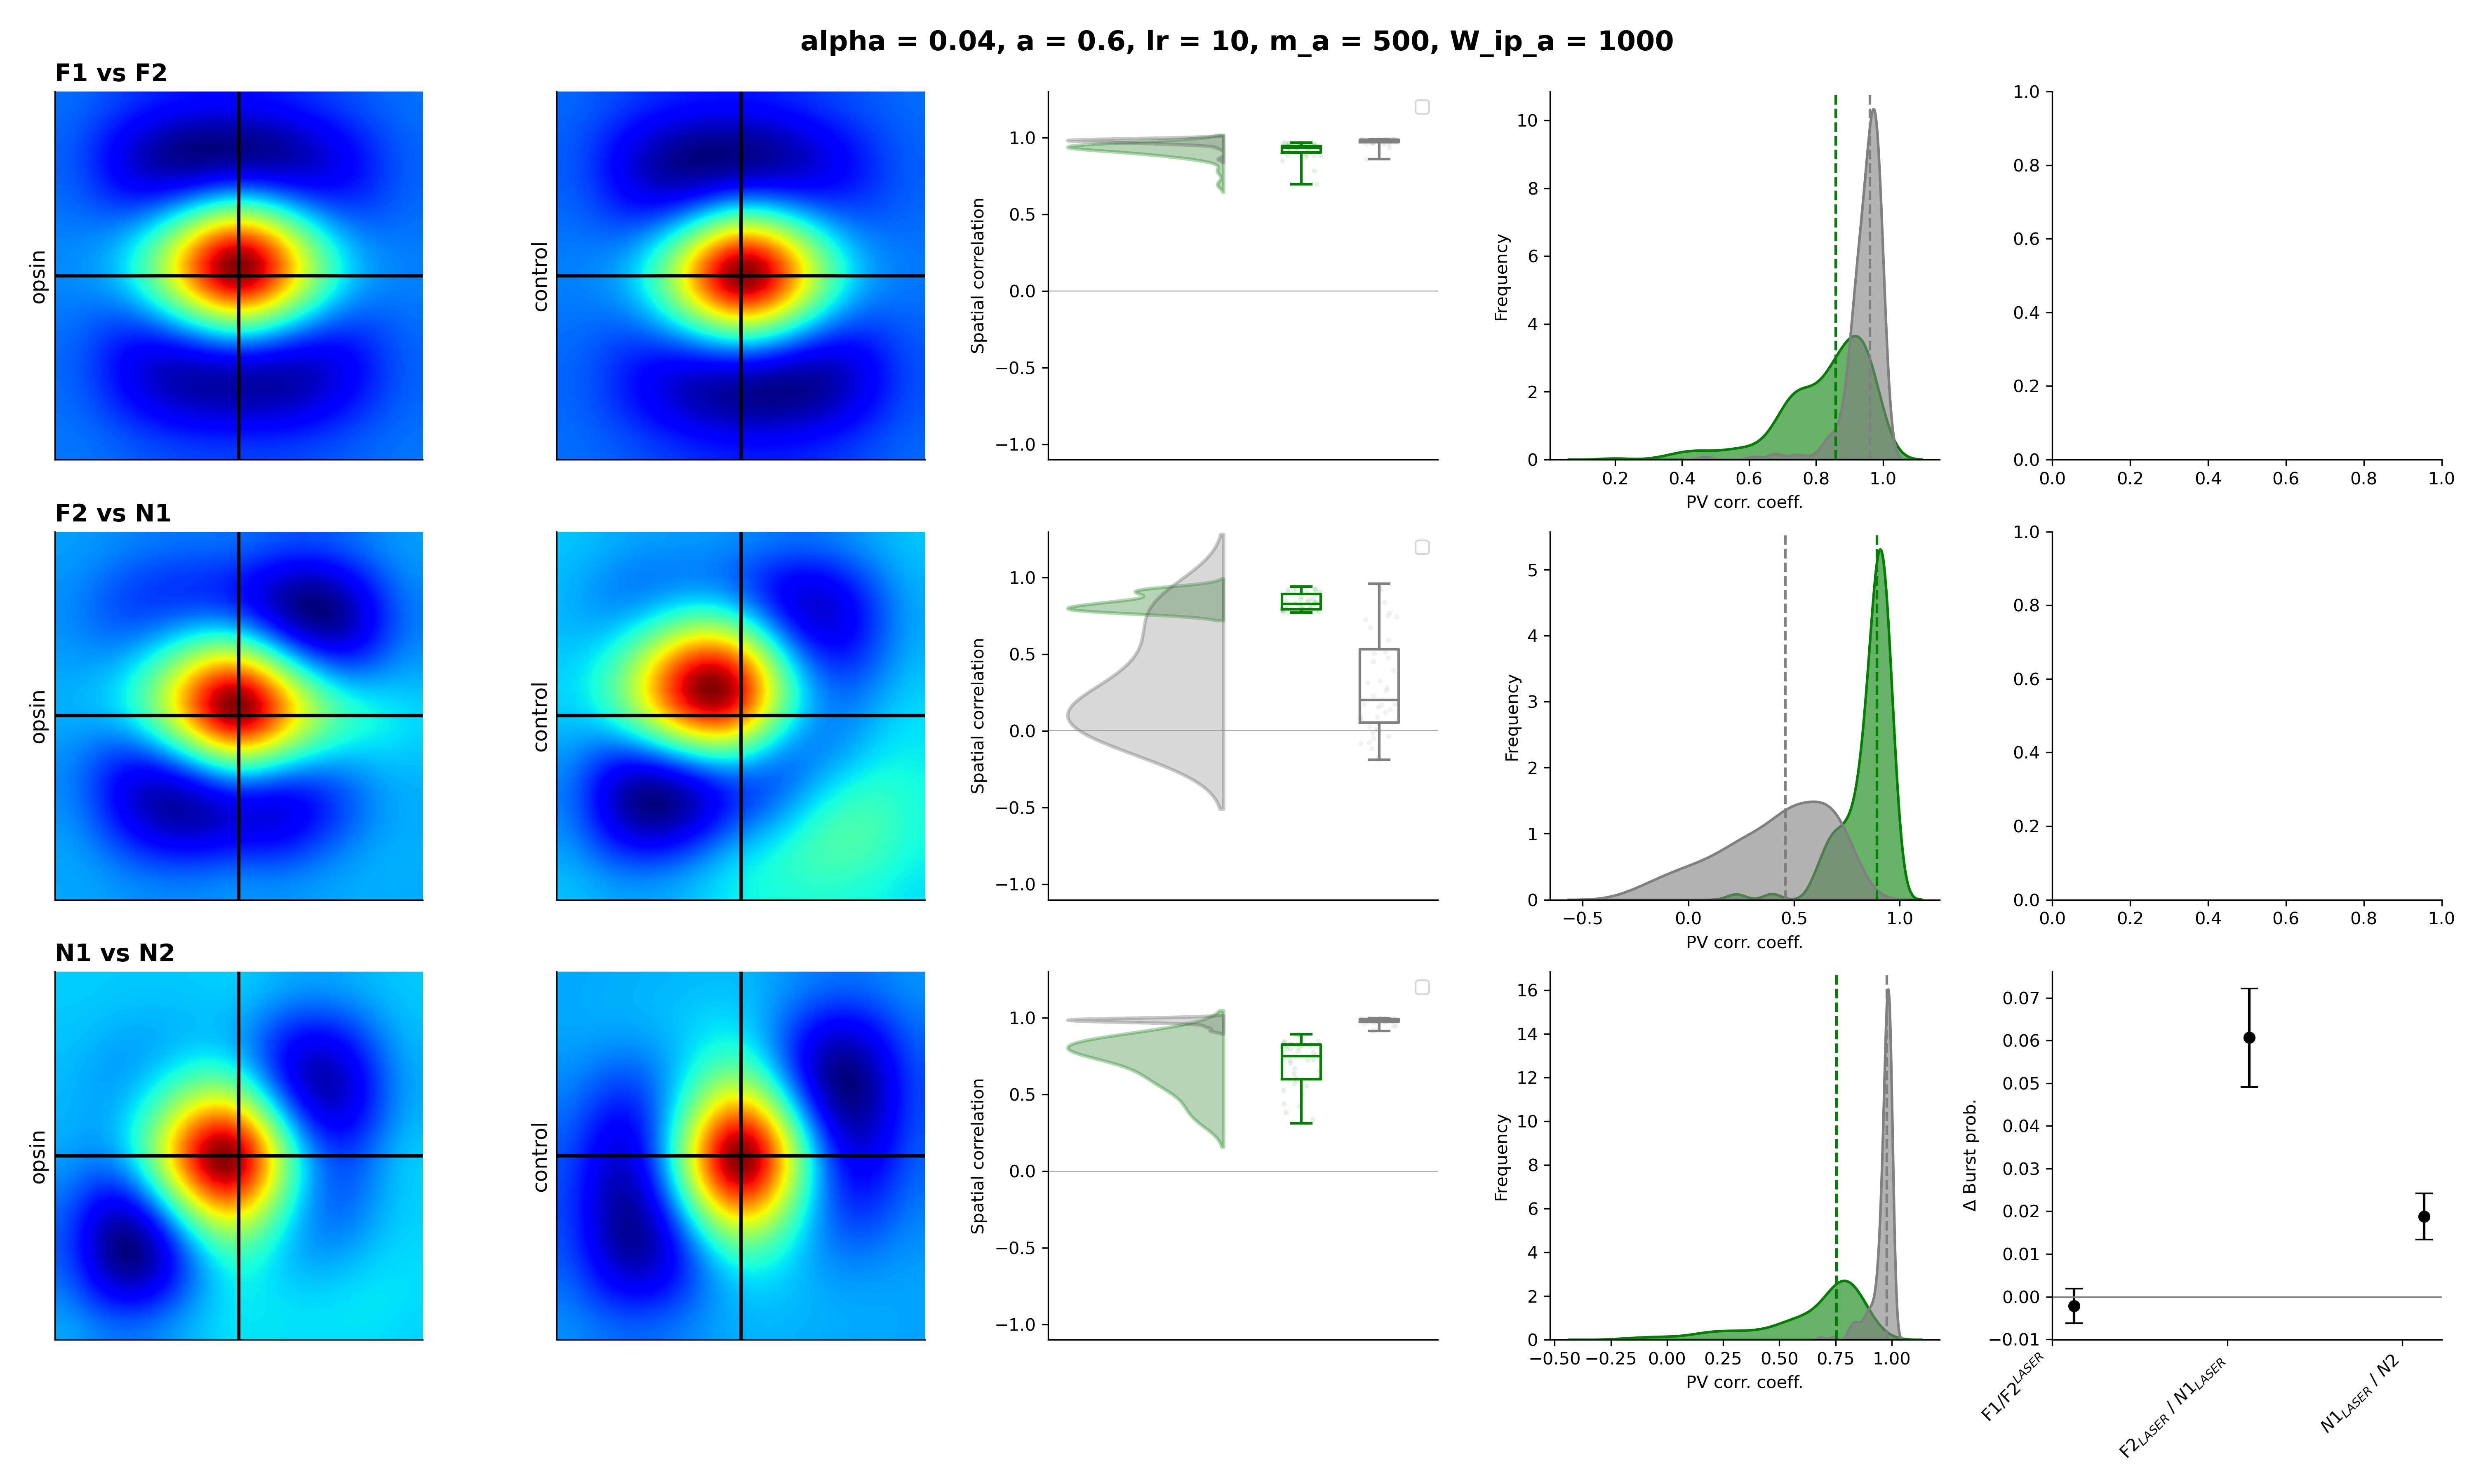 alpha = 0.04, a = 0.6, lr = 10, m_a = 500, W_ip_a = 1000
F1 vs F2
opsin
control
Spatial correlation
1.0
0.5
0.0
−0.5
−1.0
Frequency
10
8
6
4
2
0
0.2 0.4 0.6 0.8 1.0
PV corr. coeff.
1.0
0.8
0.6
0.4
0.2
0.0
0.0 0.2 0.4 0.6 0.8 1.0
F2 vs N1
opsin
control
Spatial correlation
1.0
0.5
0.0
−0.5
−1.0
Frequency
5
4
3
2
1
0
−0.5 0.0 0.5 1.0
PV corr. coeff.
1.0
0.8
0.6
0.4
0.2
0.0
0.0 0.2 0.4 0.6 0.8 1.0
N1 vs N2
opsin
control
Spatial correlation
1.0
0.5
0.0
−0.5
−1.0
Frequency
16
14
12
10
8
6
4
2
0
−0.50 −0.25 0.00 0.25 0.50 0.75 1.00
PV corr. coeff.
Δ Burst prob.
0.07
0.06
0.05
0.04
0.03
0.02
0.01
0.00
−0.01
F1/F2^LASER
F2_LASER / N1_LASER
N1_LASER / N2